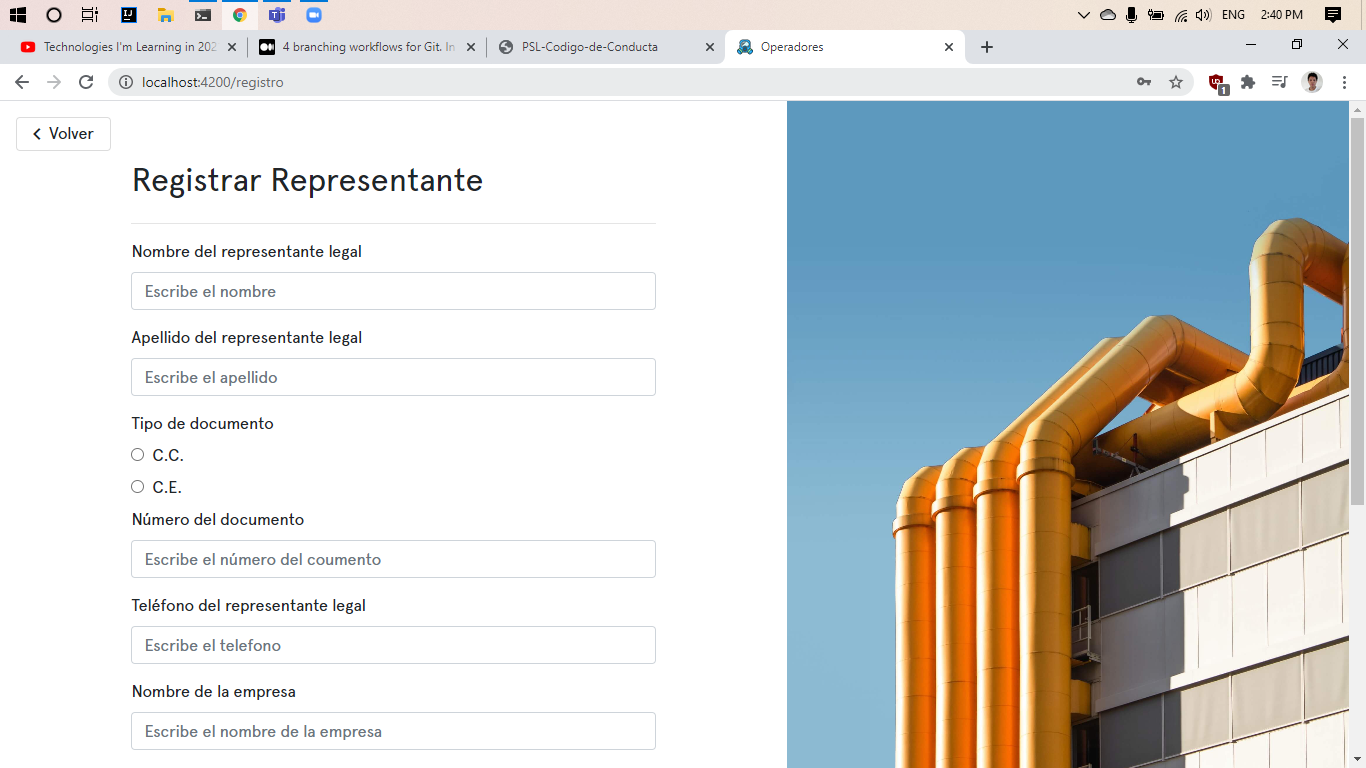 ENG
2:40 PM
Technologies I'm Learning in 202
4 branching workflows for Git. In
PSL-Codigo-de-Conducta
Operadores
localhost:4200/registro
1
Volver
Registrar Representante
Nombre del representante legal
Escribe el nombre
Apellido del representante legal
Escribe el apellido
Tipo de documento
C.C.
C.E.
Número del documento
Escribe el número del coumento
Teléfono del representante legal
Escribe el telefono
Nombre de la empresa
Escribe el nombre de la empresa